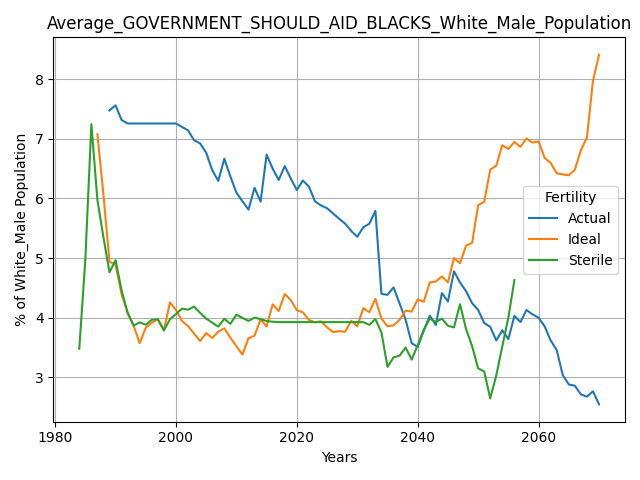 Average_GOVERNMENT_SHOULD_AID_BLACKS_White_Male_Population
% of White_Male Population
8
7
6
5
4
3
Fertility
Actual
Ideal
Sterile
1980
2000
2020
2040
2060
Years